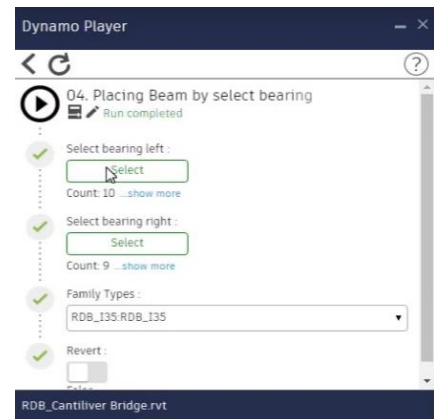 Dynamo Player
04. Placing Beam by select bearing
Run completed
Select bearing left :
Select
Count: 10 ...show more
Select bearing right :
Select
Count: 9 ...show more
Family Types :
RDB_I35:RDB_I35
Revert :
False
RDB_Cantiliver Bridge.rvt